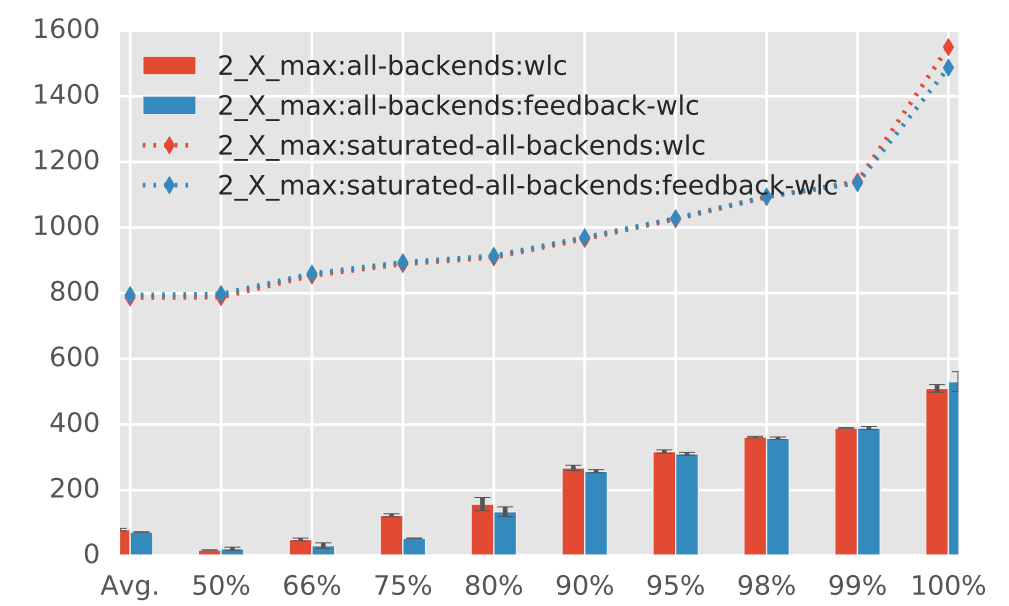 1600
1400
1200
1000
800
600
400
200
0
2_X_max:all-backends:wlc
2_X_max:all-backends:feedback-wlc
2_X_max:saturated-all-backends:wlc
2_X_max:saturated-all-backends:feedback-wlc
Avg. 50% 66% 75% 80% 90% 95% 98% 99% 100%